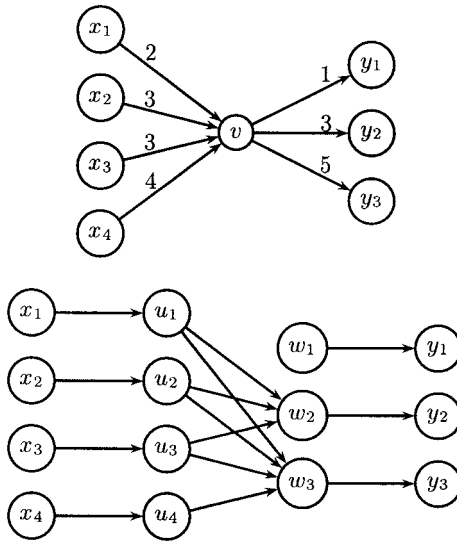 x₁ 2
x₂ 3 1 y₁
x₃ 3 v 3 y₂
x₄ 4 5 y₃
x₁ u₁ w₁ y₁
x₂ u₂ w₂ y₂
x₃ u₃ w₃ y₃
x₄ u₄